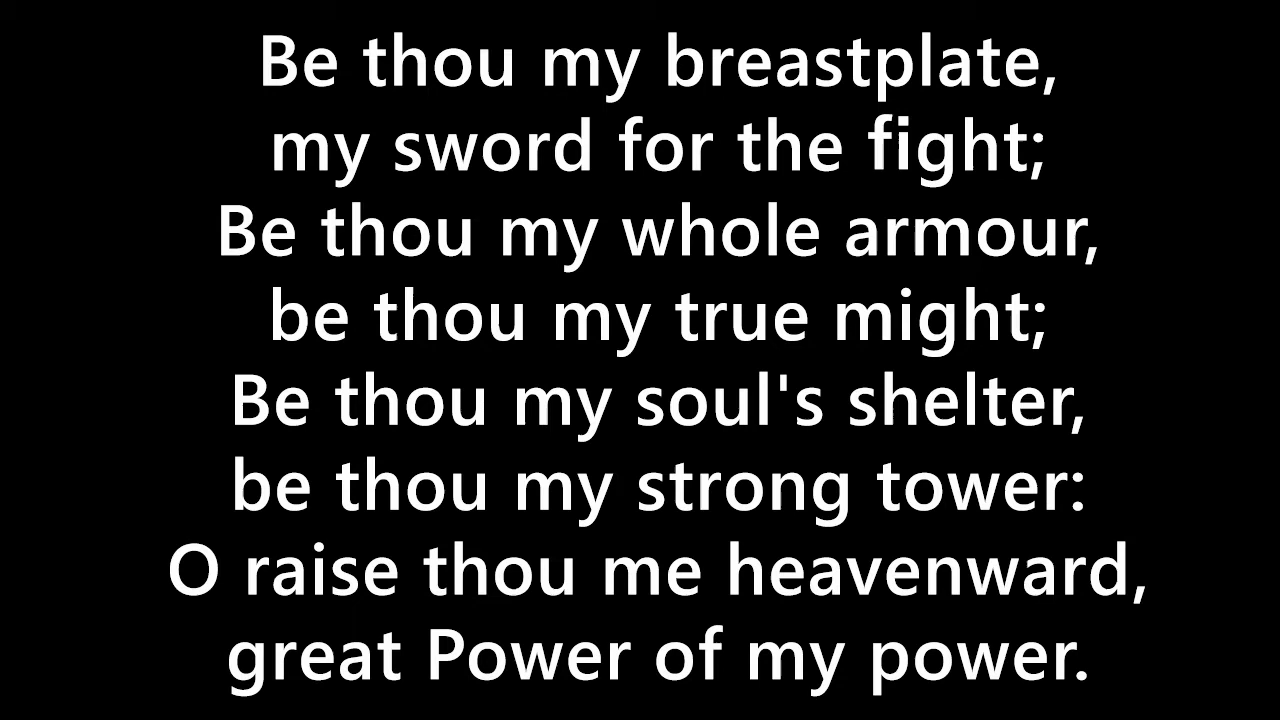 Be thou my breastplate,
my sword for the fight;
Be thou my whole armour,
be thou my true might;
Be thou my soul's shelter,
be thou my strong tower:
O raise thou me heavenward,
great Power of my power.